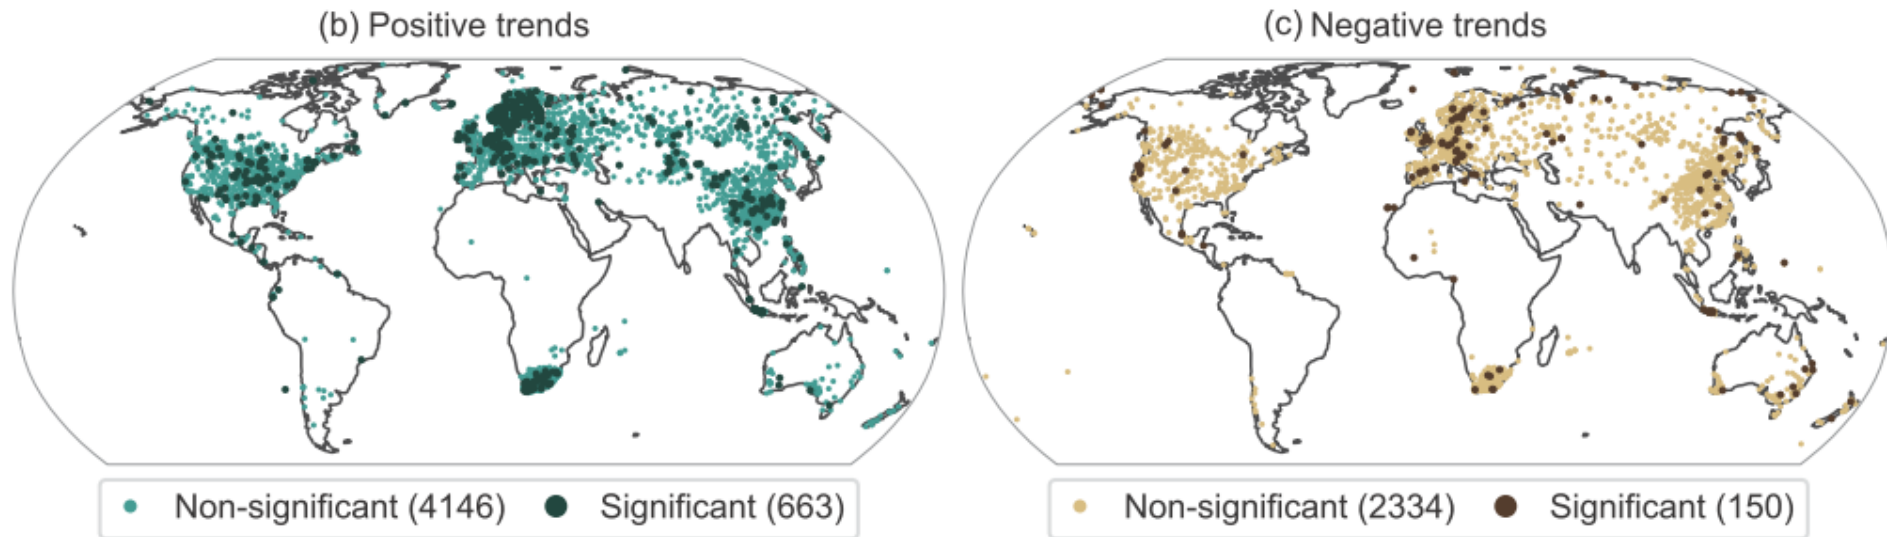 (b) Positive trends
(c) Negative trends
Non-significant (4146) Significant (663)
Non-significant (2334) Significant (150)